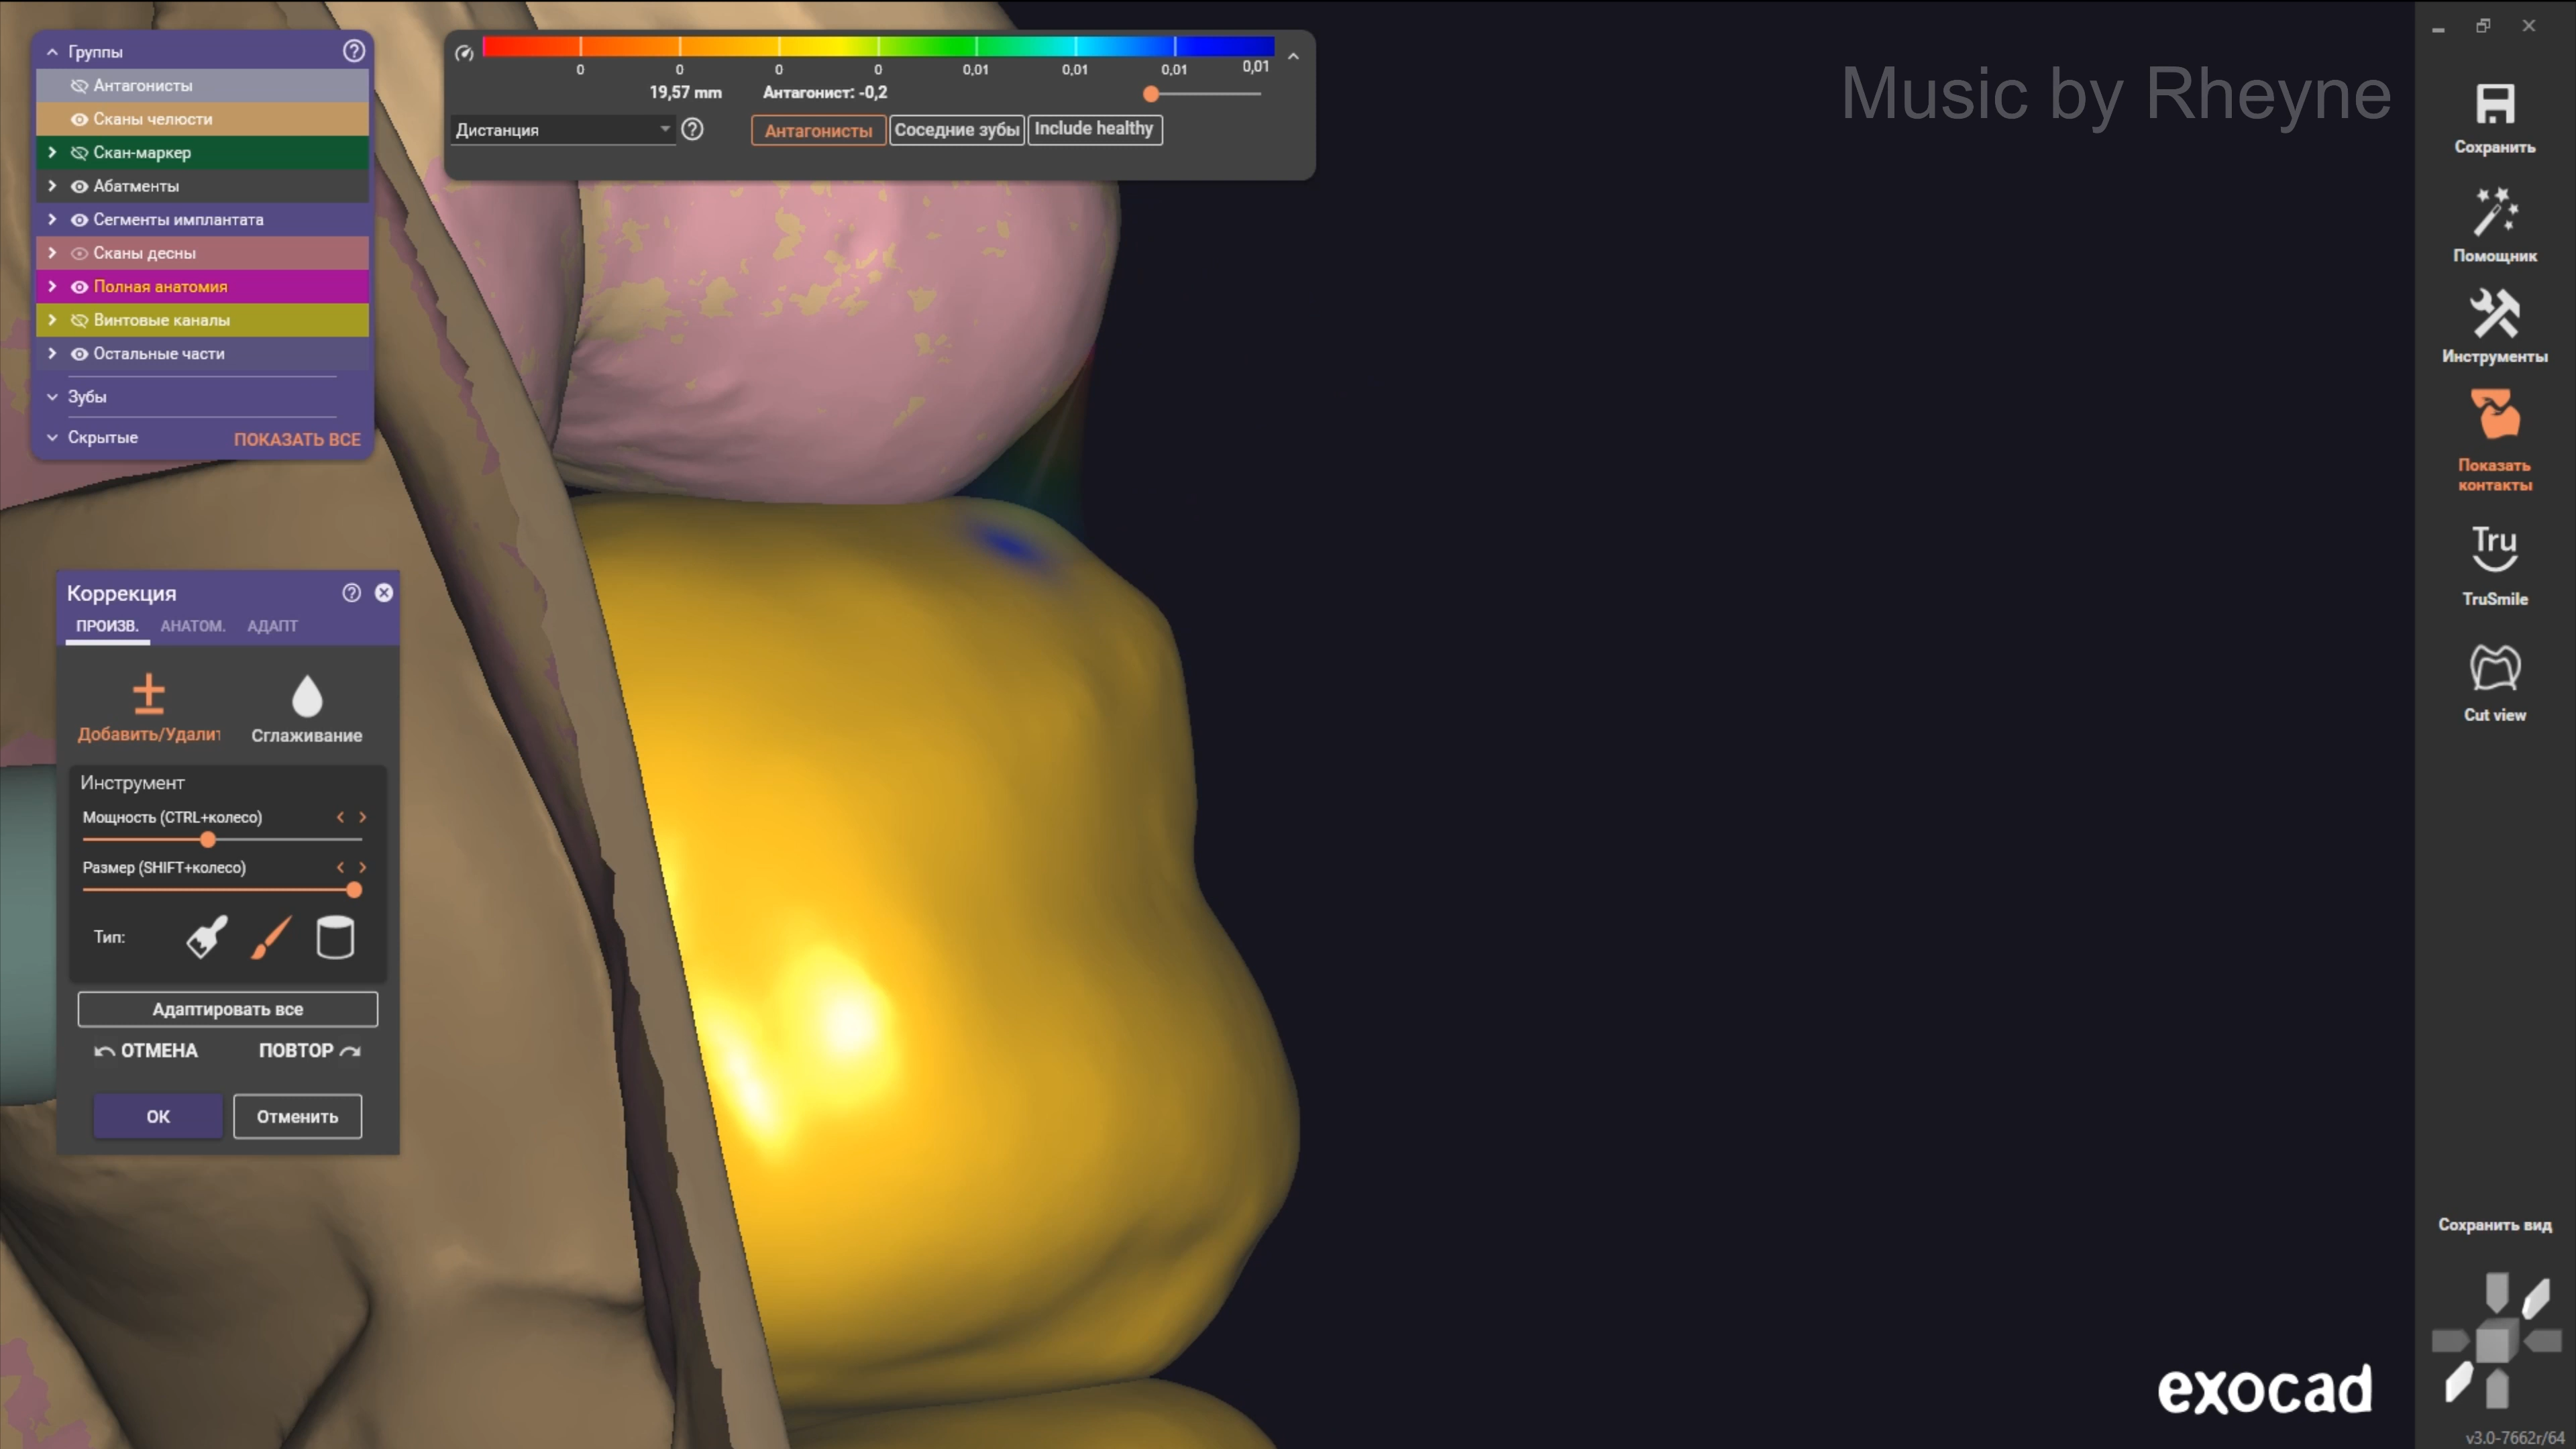 Группы
Антагонисты
Сканы челюсти
Скан-маркер
Абатменты
Сегменты имплантата
Сканы десны
Полная анатомия
Винтовые каналы
Остальные части
Зубы
Скрытые ПОКАЗАТЬ ВСЕ
0 0 0 0 0,01 0,01 0,01 0,01
19,57 mm Антагонист: -0,2
Дистанция Антагонисты Соседние зубы Include healthy
Music by Rheyne
Коррекция
ПРОИЗВ. АНАТОМ. АДАПТ
Добавить/Удалит Сглаживание
Инструмент
Мощность (CTRL+колесо)
Размер (SHIFT+колесо)
Тип:
Адаптировать все
ОТМЕНА ПОВТОР
ОК Отменить
Сохранить
Помощник
Инструменты
Показать
контакты
Tru
TruSmile
Cut view
Сохранить вид
exocad
v3.0-7662r/64